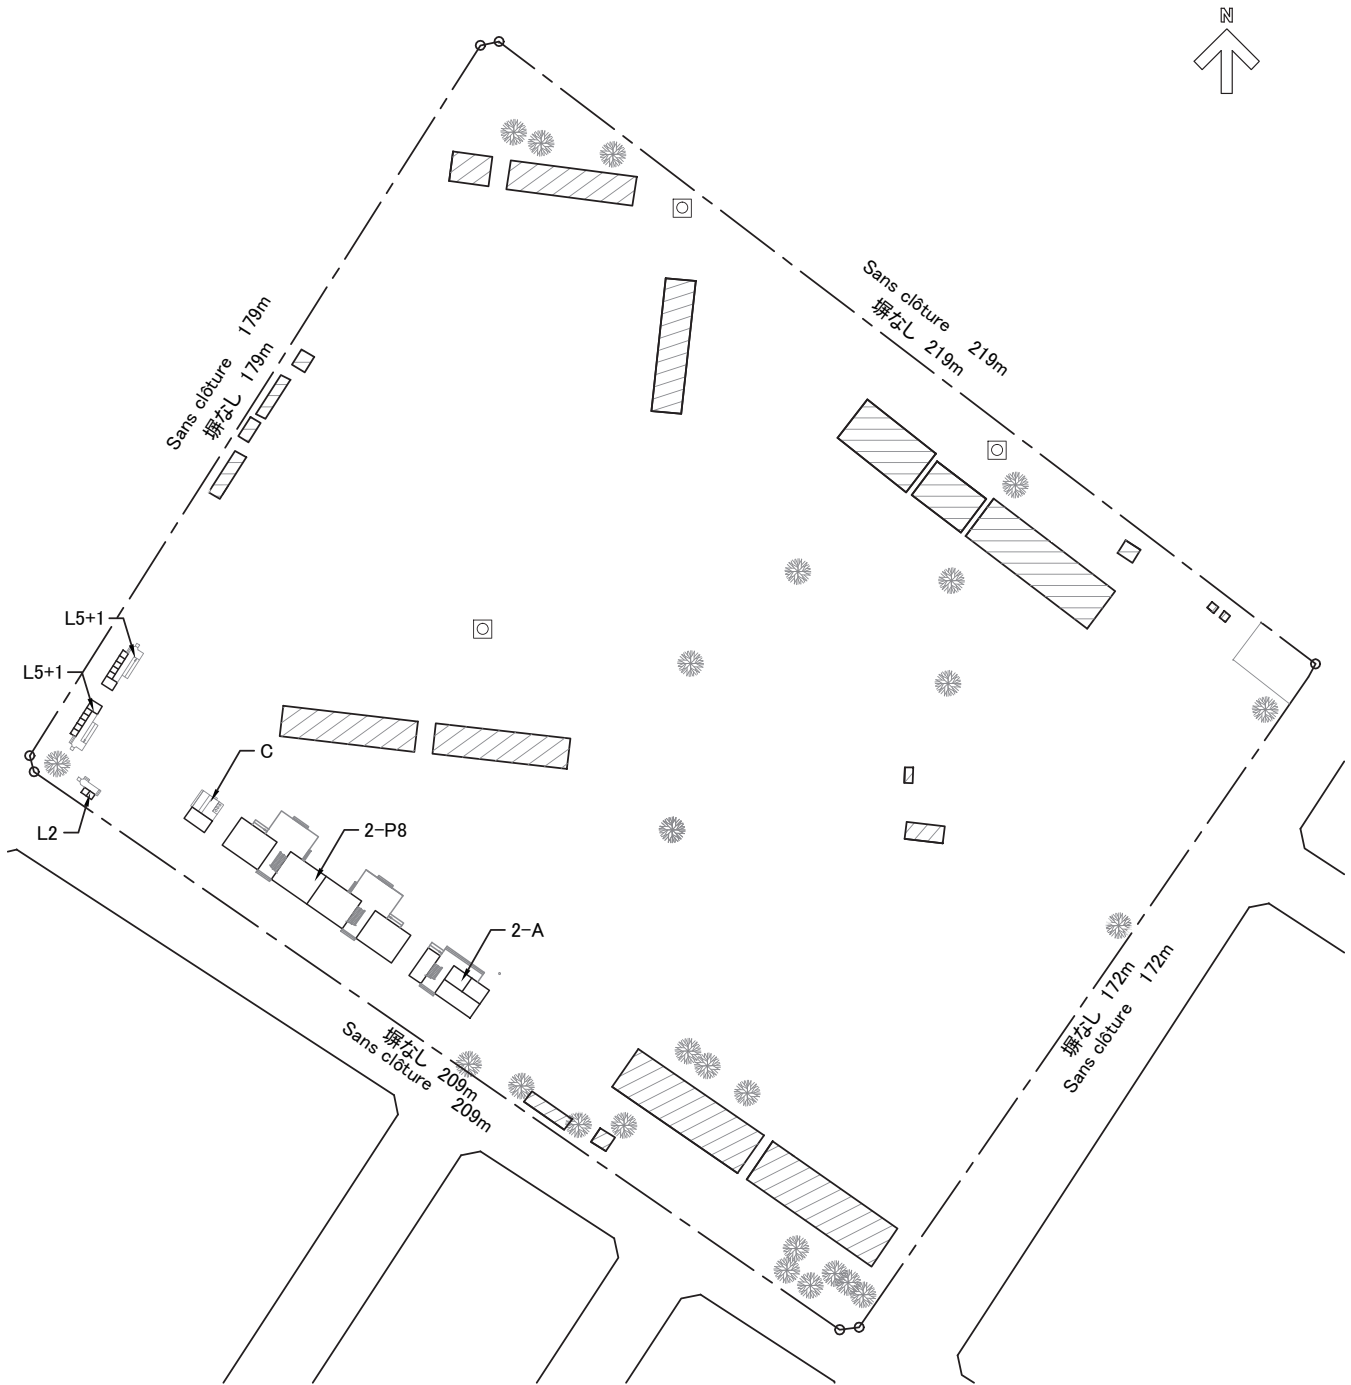 N
Sans clôture 219m
塀なし 219m
Sans clôture 179m
塀なし 179m
L5+1
L5+1
C
L2
2-P8
2-A
塀なし 172m
Sans clôture 172m
塀なし 209m
Sans clôture 209m